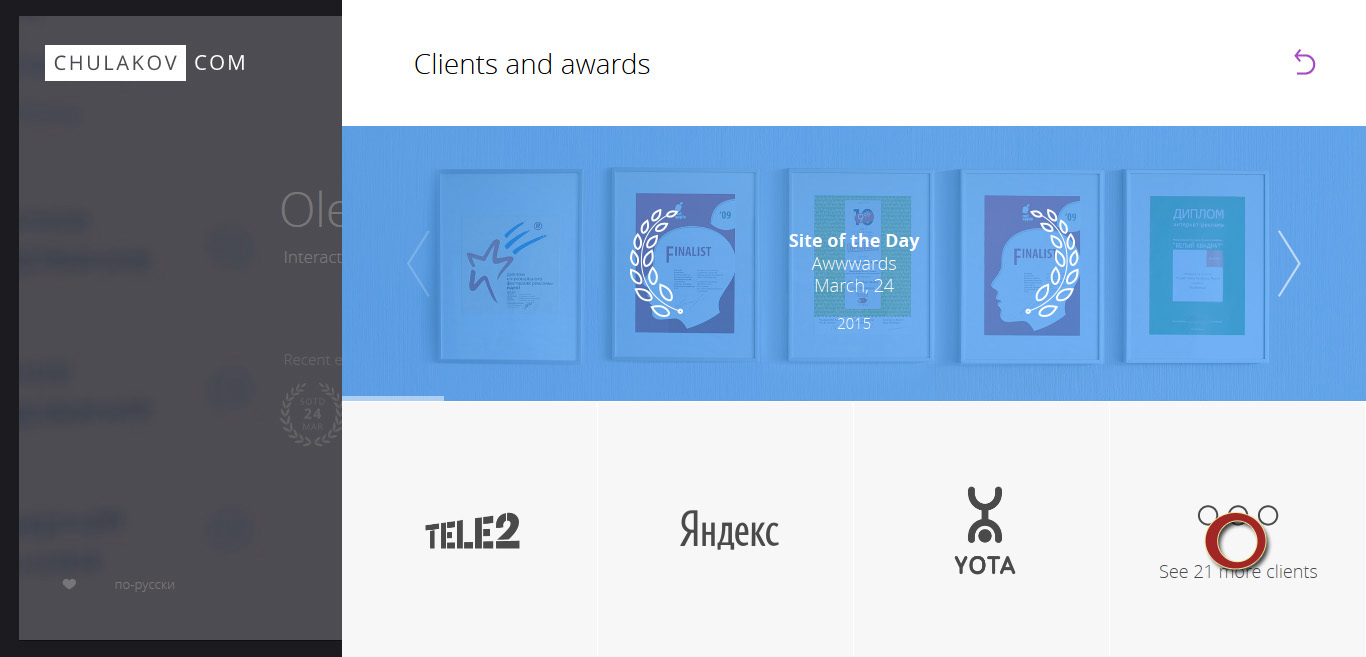 CHULAKOV COM
Clients and awards
Ole
Interact
Recent e
SOTD
24
MAR
по-русски
®
'09
FINALIST
10
Site of the Day
Awwwards
March, 24
2015
'09
FINALIST
ДИПЛОМ
TELE2
Яндекс
YOTA
See 21 more clients